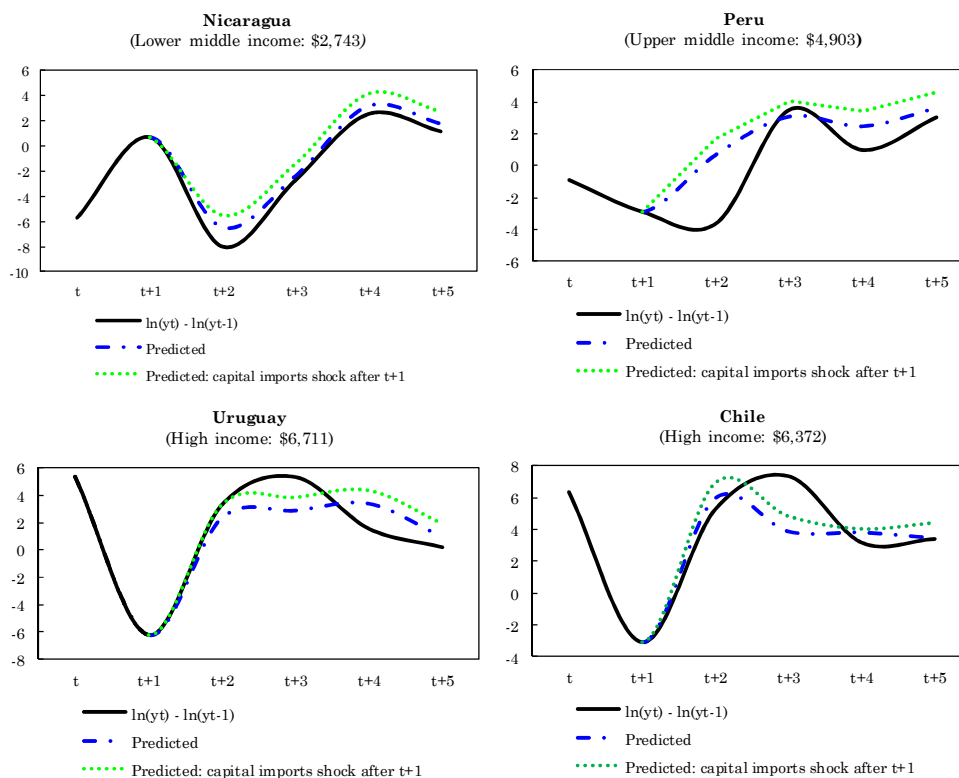 Nicaragua
(Lower middle income: $2,743)
6
4
2
0
-2
-4
-6
-8
-10
t t+1 t+2 t+3 t+4 t+5
ln(yt) - ln(yt-1)
Predicted
Predicted: capital imports shock after t+1
Peru
(Upper middle income: $4,903)
6
4
2
0
-2
-4
-6
t t+1 t+2 t+3 t+4 t+5
ln(yt) - ln(yt-1)
Predicted
Predicted: capital imports shock after t+1
Uruguay
(High income: $6,711)
6
4
2
0
-2
-4
-6
-8
t t+1 t+2 t+3 t+4 t+5
ln(yt) - ln(yt-1)
Predicted
Predicted: capital imports shock after t+1
Chile
(High income: $6,372)
8
6
4
2
0
-2
-4
t t+1 t+2 t+3 t+4 t+5
ln(yt) - ln(yt-1)
Predicted
Predicted: capital imports shock after t+1